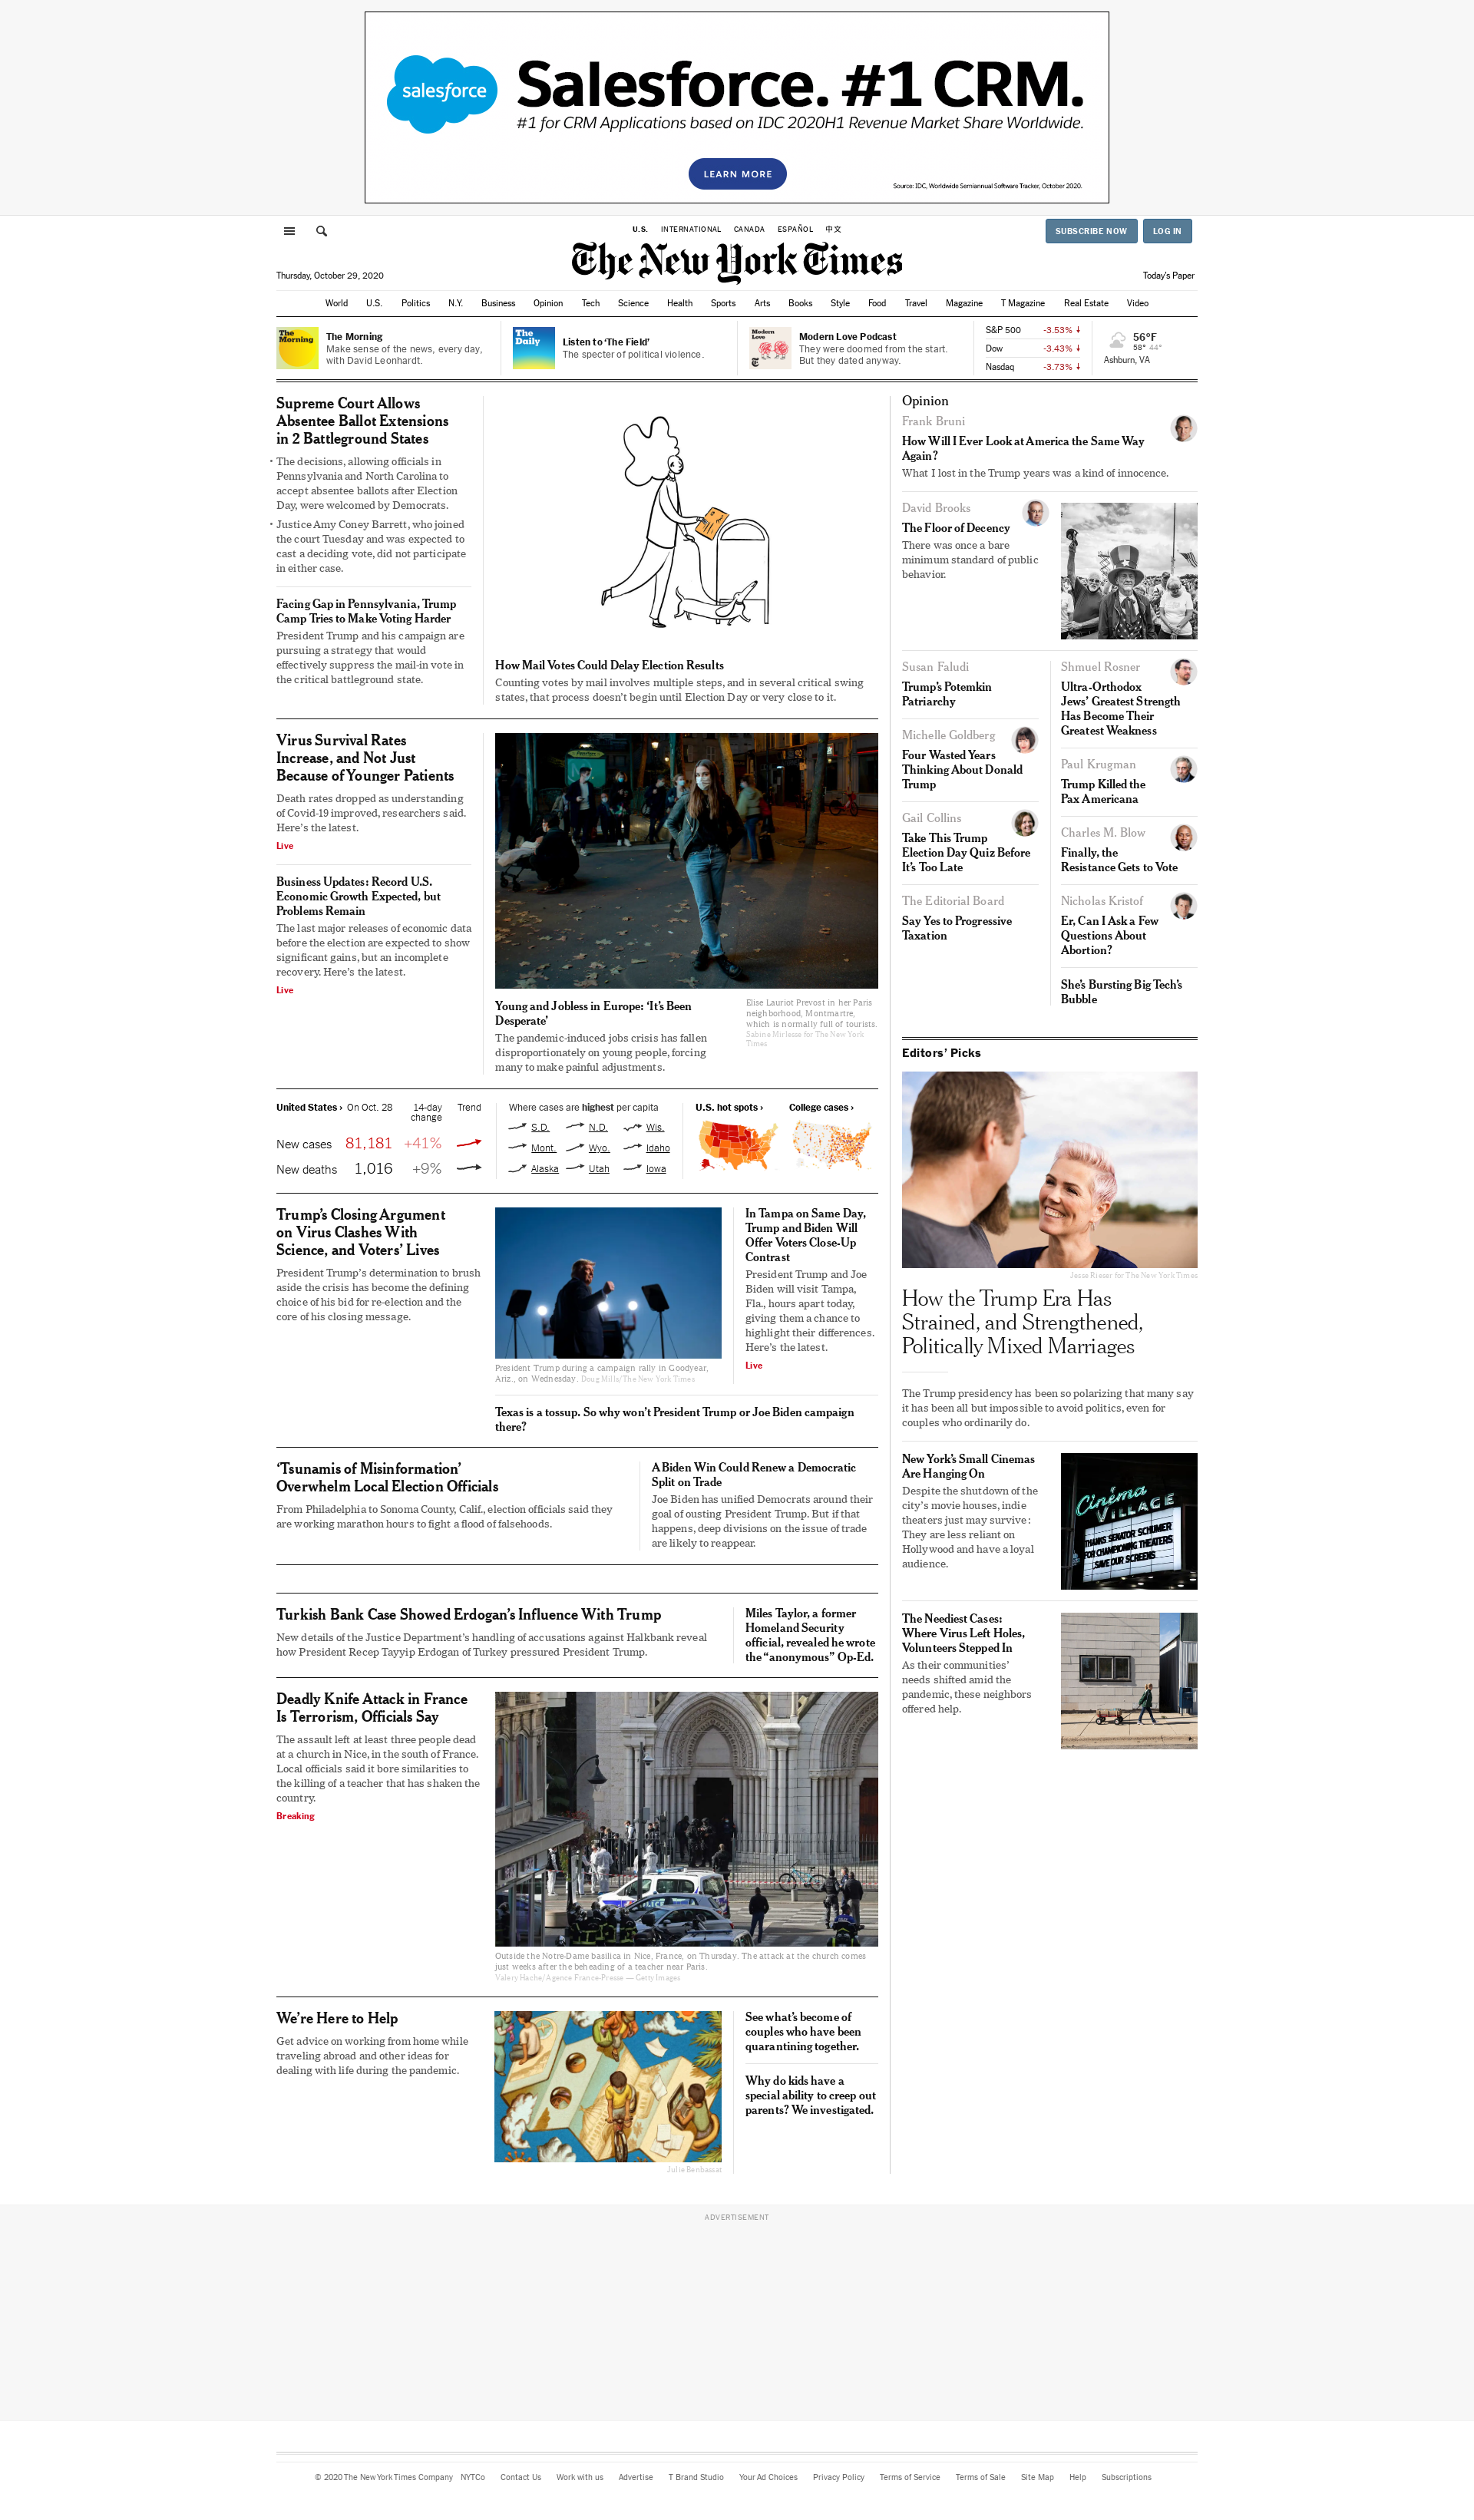 salesforce
Salesforce. #1 CRM.
#1 for CRM Applications based on IDC 2020H1 Revenue Market Share Worldwide.
LEARN MORE
Source: IDC, Worldwide Semiannual Software Tracker, October 2020.
U.S. INTERNATIONAL CANADA ESPAÑOL 中文
SUBSCRIBE NOW LOG IN
The New York Times
Thursday, October 29, 2020
Today's Paper
World U.S. Politics N.Y. Business Opinion Tech Science Health Sports Arts Books Style Food Travel Magazine T Magazine Real Estate Video
The Morning
The Morning
Make sense of the news, every day,
with David Leonhardt.
The Daily
Listen to ‘The Field’
The specter of political violence.
Modern Love
Modern Love Podcast
They were doomed from the start.
But they dated anyway.
S&P 500 -3.53%
Dow -3.43%
Nasdaq -3.73%
56°F
58° 44°
Ashburn, VA
Supreme Court Allows
Absentee Ballot Extensions
in 2 Battleground States
• The decisions, allowing officials in
Pennsylvania and North Carolina to
accept absentee ballots after Election
Day, were welcomed by Democrats.
• Justice Amy Coney Barrett, who joined
the court Tuesday and was expected to
cast a deciding vote, did not participate
in either case.
Facing Gap in Pennsylvania, Trump
Camp Tries to Make Voting Harder
President Trump and his campaign are
pursuing a strategy that would
effectively suppress the mail-in vote in
the critical battleground state.
How Mail Votes Could Delay Election Results
Counting votes by mail involves multiple steps, and in several critical swing
states, that process doesn’t begin until Election Day or very close to it.
Virus Survival Rates
Increase, and Not Just
Because of Younger Patients
Death rates dropped as understanding
of Covid-19 improved, researchers said.
Here’s the latest.
Live
Business Updates: Record U.S.
Economic Growth Expected, but
Problems Remain
The last major releases of economic data
before the election are expected to show
significant gains, but an incomplete
recovery. Here’s the latest.
Live
Young and Jobless in Europe: ‘It’s Been
Desperate’
The pandemic-induced jobs crisis has fallen
disproportionately on young people, forcing
many to make painful adjustments.
Elise Lauriot Prevost in her Paris
neighborhood, Montmartre,
which is normally full of tourists.
Sabine Mirlesse for The New York
Times
United States › On Oct. 28 14-day
change Trend
New cases 81,181 +41%
New deaths 1,016 +9%
Where cases are highest per capita
S.D. N.D. Wis.
Mont. Wyo. Idaho
Alaska Utah Iowa
U.S. hot spots › College cases ›
Trump’s Closing Argument
on Virus Clashes With
Science, and Voters’ Lives
President Trump’s determination to brush
aside the crisis has become the defining
choice of his bid for re-election and the
core of his closing message.
President Trump during a campaign rally in Goodyear,
Ariz., on Wednesday. Doug Mills/The New York Times
In Tampa on Same Day,
Trump and Biden Will
Offer Voters Close-Up
Contrast
President Trump and Joe
Biden will visit Tampa,
Fla., hours apart today,
giving them a chance to
highlight their differences.
Here’s the latest.
Live
Texas is a tossup. So why won’t President Trump or Joe Biden campaign
there?
‘Tsunamis of Misinformation’
Overwhelm Local Election Officials
From Philadelphia to Sonoma County, Calif., election officials said they
are working marathon hours to fight a flood of falsehoods.
A Biden Win Could Renew a Democratic
Split on Trade
Joe Biden has unified Democrats around their
goal of ousting President Trump. But if that
happens, deep divisions on the issue of trade
are likely to reappear.
Turkish Bank Case Showed Erdogan’s Influence With Trump
New details of the Justice Department’s handling of accusations against Halkbank reveal
how President Recep Tayyip Erdogan of Turkey pressured President Trump.
Miles Taylor, a former
Homeland Security
official, revealed he wrote
the “anonymous” Op-Ed.
Deadly Knife Attack in France
Is Terrorism, Officials Say
The assault left at least three people dead
at a church in Nice, in the south of France.
Local officials said it bore similarities to
the killing of a teacher that has shaken the
country.
Breaking
Outside the Notre-Dame basilica in Nice, France, on Thursday. The attack at the church comes
just weeks after the beheading of a teacher near Paris.
Valery Hache/Agence France-Presse — Getty Images
We’re Here to Help
Get advice on working from home while
traveling abroad and other ideas for
dealing with life during the pandemic.
Julie Benbassat
See what’s become of
couples who have been
quarantining together.
Why do kids have a
special ability to creep out
parents? We investigated.
Opinion
Frank Bruni
How Will I Ever Look at America the Same Way
Again?
What I lost in the Trump years was a kind of innocence.
David Brooks
The Floor of Decency
There was once a bare
minimum standard of public
behavior.
Susan Faludi
Trump’s Potemkin
Patriarchy
Michelle Goldberg
Four Wasted Years
Thinking About Donald
Trump
Gail Collins
Take This Trump
Election Day Quiz Before
It’s Too Late
The Editorial Board
Say Yes to Progressive
Taxation
Shmuel Rosner
Ultra-Orthodox
Jews’ Greatest Strength
Has Become Their
Greatest Weakness
Paul Krugman
Trump Killed the
Pax Americana
Charles M. Blow
Finally, the
Resistance Gets to Vote
Nicholas Kristof
Er, Can I Ask a Few
Questions About
Abortion?
She’s Bursting Big Tech’s
Bubble
Editors’ Picks
Jesse Rieser for The New York Times
How the Trump Era Has
Strained, and Strengthened,
Politically Mixed Marriages
The Trump presidency has been so polarizing that many say
it has been all but impossible to avoid politics, even for
couples who ordinarily do.
New York’s Small Cinemas
Are Hanging On
Despite the shutdown of the
city’s movie houses, indie
theaters just may survive:
They are less reliant on
Hollywood and have a loyal
audience.
Cinéma
VILLAGE
THANKS SENATOR SCHUMER
FOR CHAMPIONING THEATERS
SAVE OUR SCREENS
The Neediest Cases:
Where Virus Left Holes,
Volunteers Stepped In
As their communities’
needs shifted amid the
pandemic, these neighbors
offered help.
ADVERTISEMENT
© 2020 The New York Times Company NYTCo Contact Us Work with us Advertise T Brand Studio Your Ad Choices Privacy Policy Terms of Service Terms of Sale Site Map Help Subscriptions